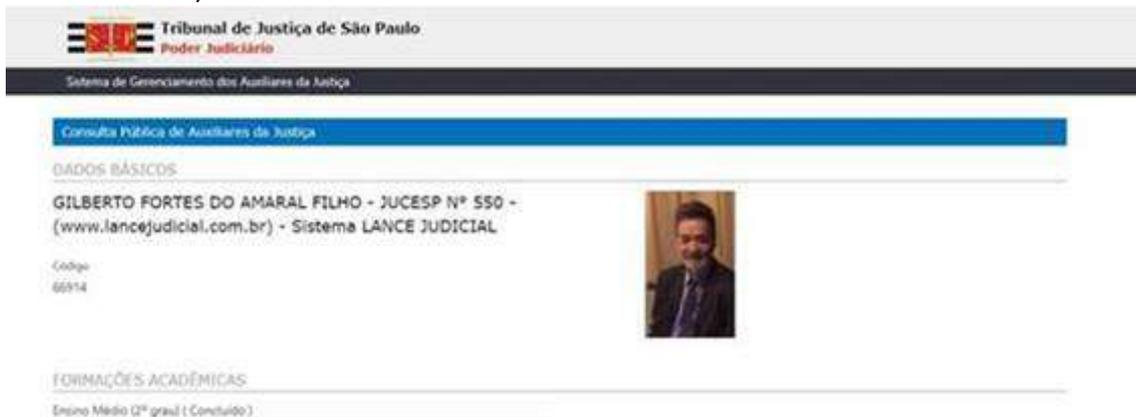 Tribunal de Justiça de São Paulo
Poder Judiciário
Sistema de Gerenciamento dos Auxiliares da Justiça
Consulta Pública de Auxiliares da Justiça
DADOS BÁSICOS
GILBERTO FORTES DO AMARAL FILHO - JUCESP Nº 550 -
(www.lancejudicial.com.br) - Sistema LANCE JUDICIAL
Código
66914
FORMAÇÕES ACADÊMICAS
Ensino Médio (2º grau) ( Concluído )